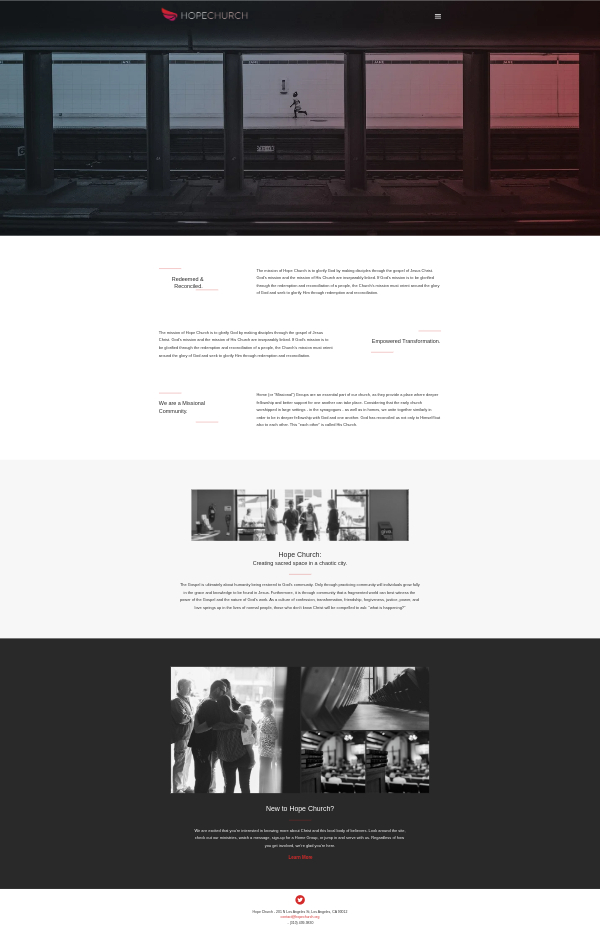 HOPECHURCH
Redeemed &
Reconciled.
The mission of Hope Church is to glorify God by making disciples through the gospel of Jesus Christ.
God's mission and the mission of His Church are inseparably linked. If God's mission is to be glorified
through the redemption and reconciliation of a people, the Church's mission must move around the glory
of God and seek to glorify Him through redemption and reconciliation.
The mission of Hope Church is to glorify God by making disciples through the gospel of Jesus
Christ. God's mission and the mission of His Church are inseparably linked. If God's mission is to
be glorified through the redemption and reconciliation of a people, the Church's mission must move
around the glory of God and seek to glorify Him through redemption and reconciliation.
Empowered Transformation.
We are a Missional
Community.
Home (or "Missional") Groups are an essential part of our church, as they provide a place where deeper
fellowship and better support for one another can take place. Considering that the early church
worshipped in large settings - in the synagogues - as well as in homes, we unite together similarly in
order to be in deeper fellowship with God and one another. God has reconciled us not only to Himself but
also to each other. This "each other" is called His Church.
Hope Church:
Creating sacred space in a chaotic city.
The Gospel is ultimately about humanity being restored to God's community. Only through practicing community will individuals grow fully
in the grace and knowledge to be found in Jesus. Furthermore, it is through community that a fragmented world can best witness the
power of the Gospel and the nature of God's work. As a culture of confession, transformation, friendship, forgiveness, justice, power, and
love springs up in the lives of normal people, those who don't know Christ will be compelled to ask "what is happening?"
New to Hope Church?
We are excited that you're interested in knowing more about Christ and this local body of believers. Look around the site,
check out our ministries, watch a message, sign up for a Home Group, or jump in and serve with us. Regardless of how
you get involved, we're glad you're here.
Learn More
Hope Church - 201 N Los Angeles St, Los Angeles, CA 90012